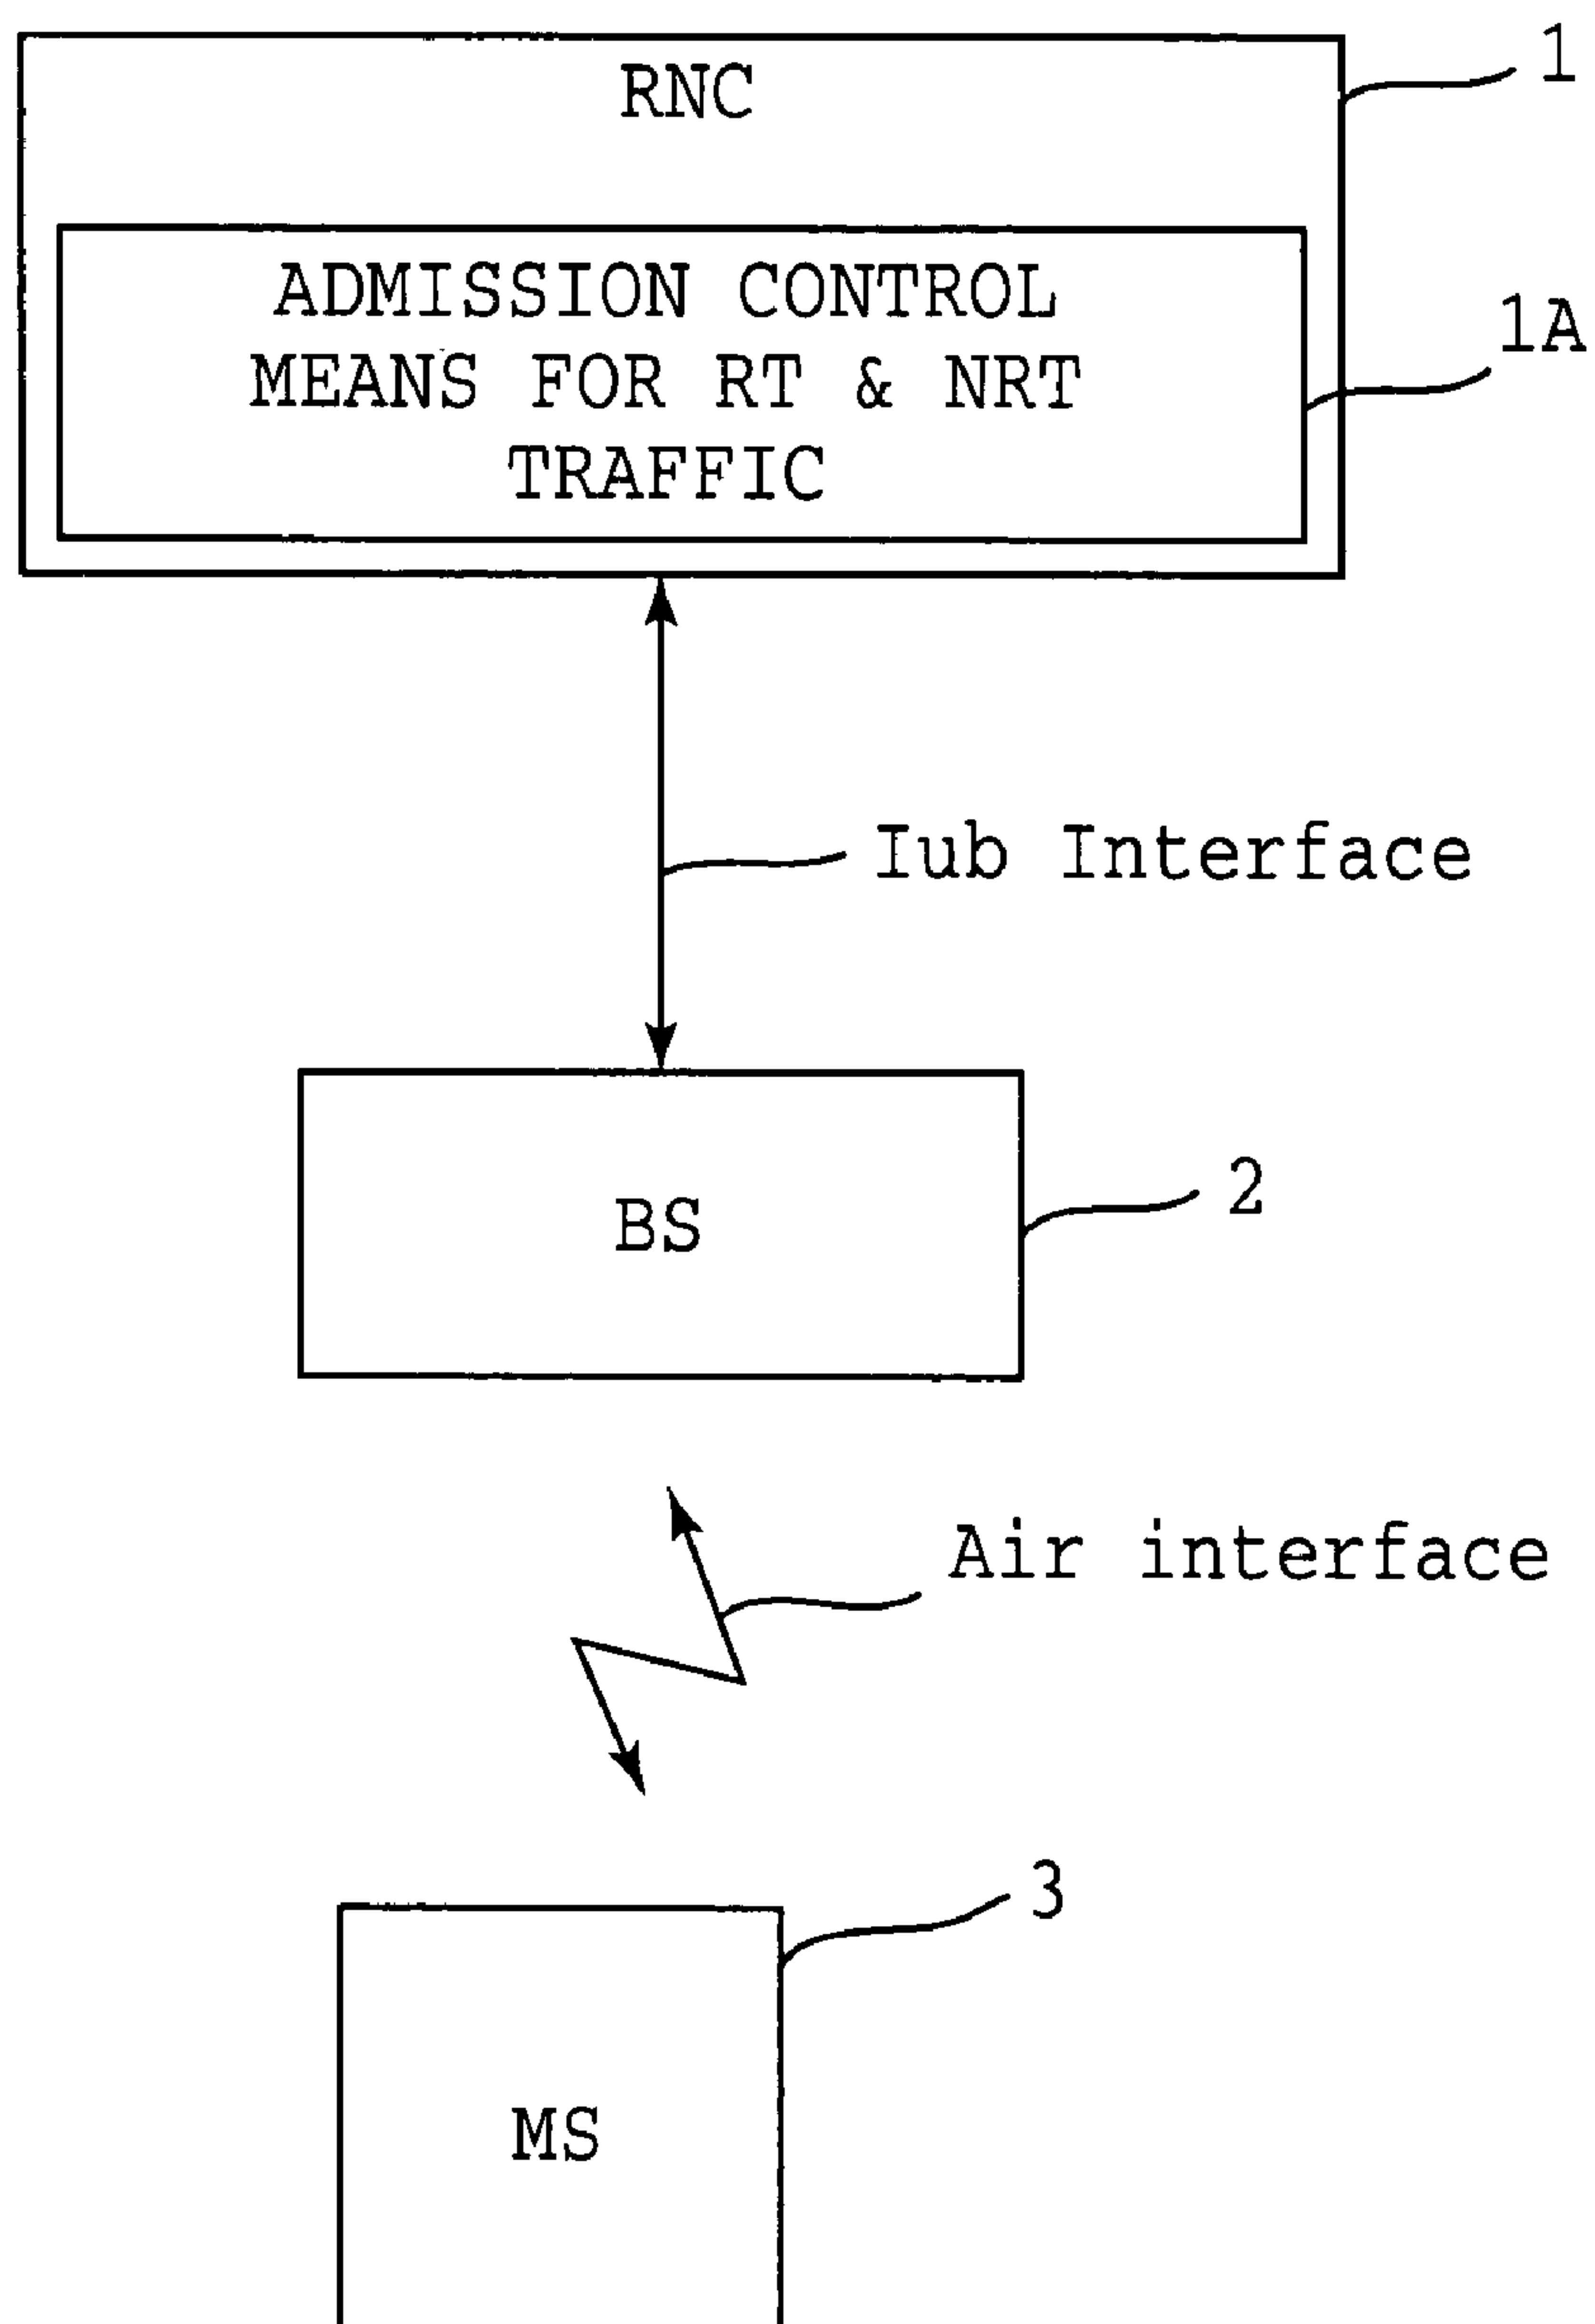 RNC
1
ADMISSION CONTROL
MEANS FOR RT & NRT
TRAFFIC
1A
Iub Interface
BS
2
Air interface
3
MS